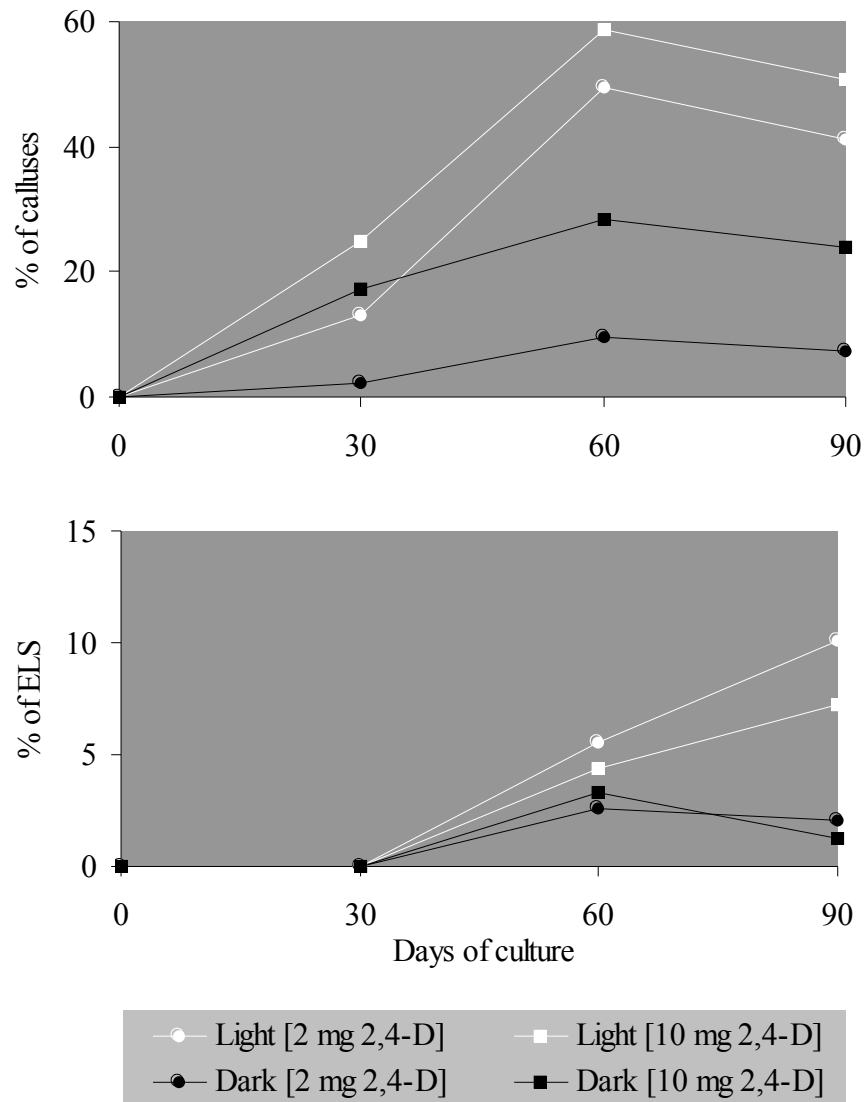 60
40
20
0
% of calluses
0 30 60 90
15
10
5
0
% of ELS
0 30 60 90
Days of culture
Light [2 mg 2,4-D] Light [10 mg 2,4-D]
Dark [2 mg 2,4-D] Dark [10 mg 2,4-D]